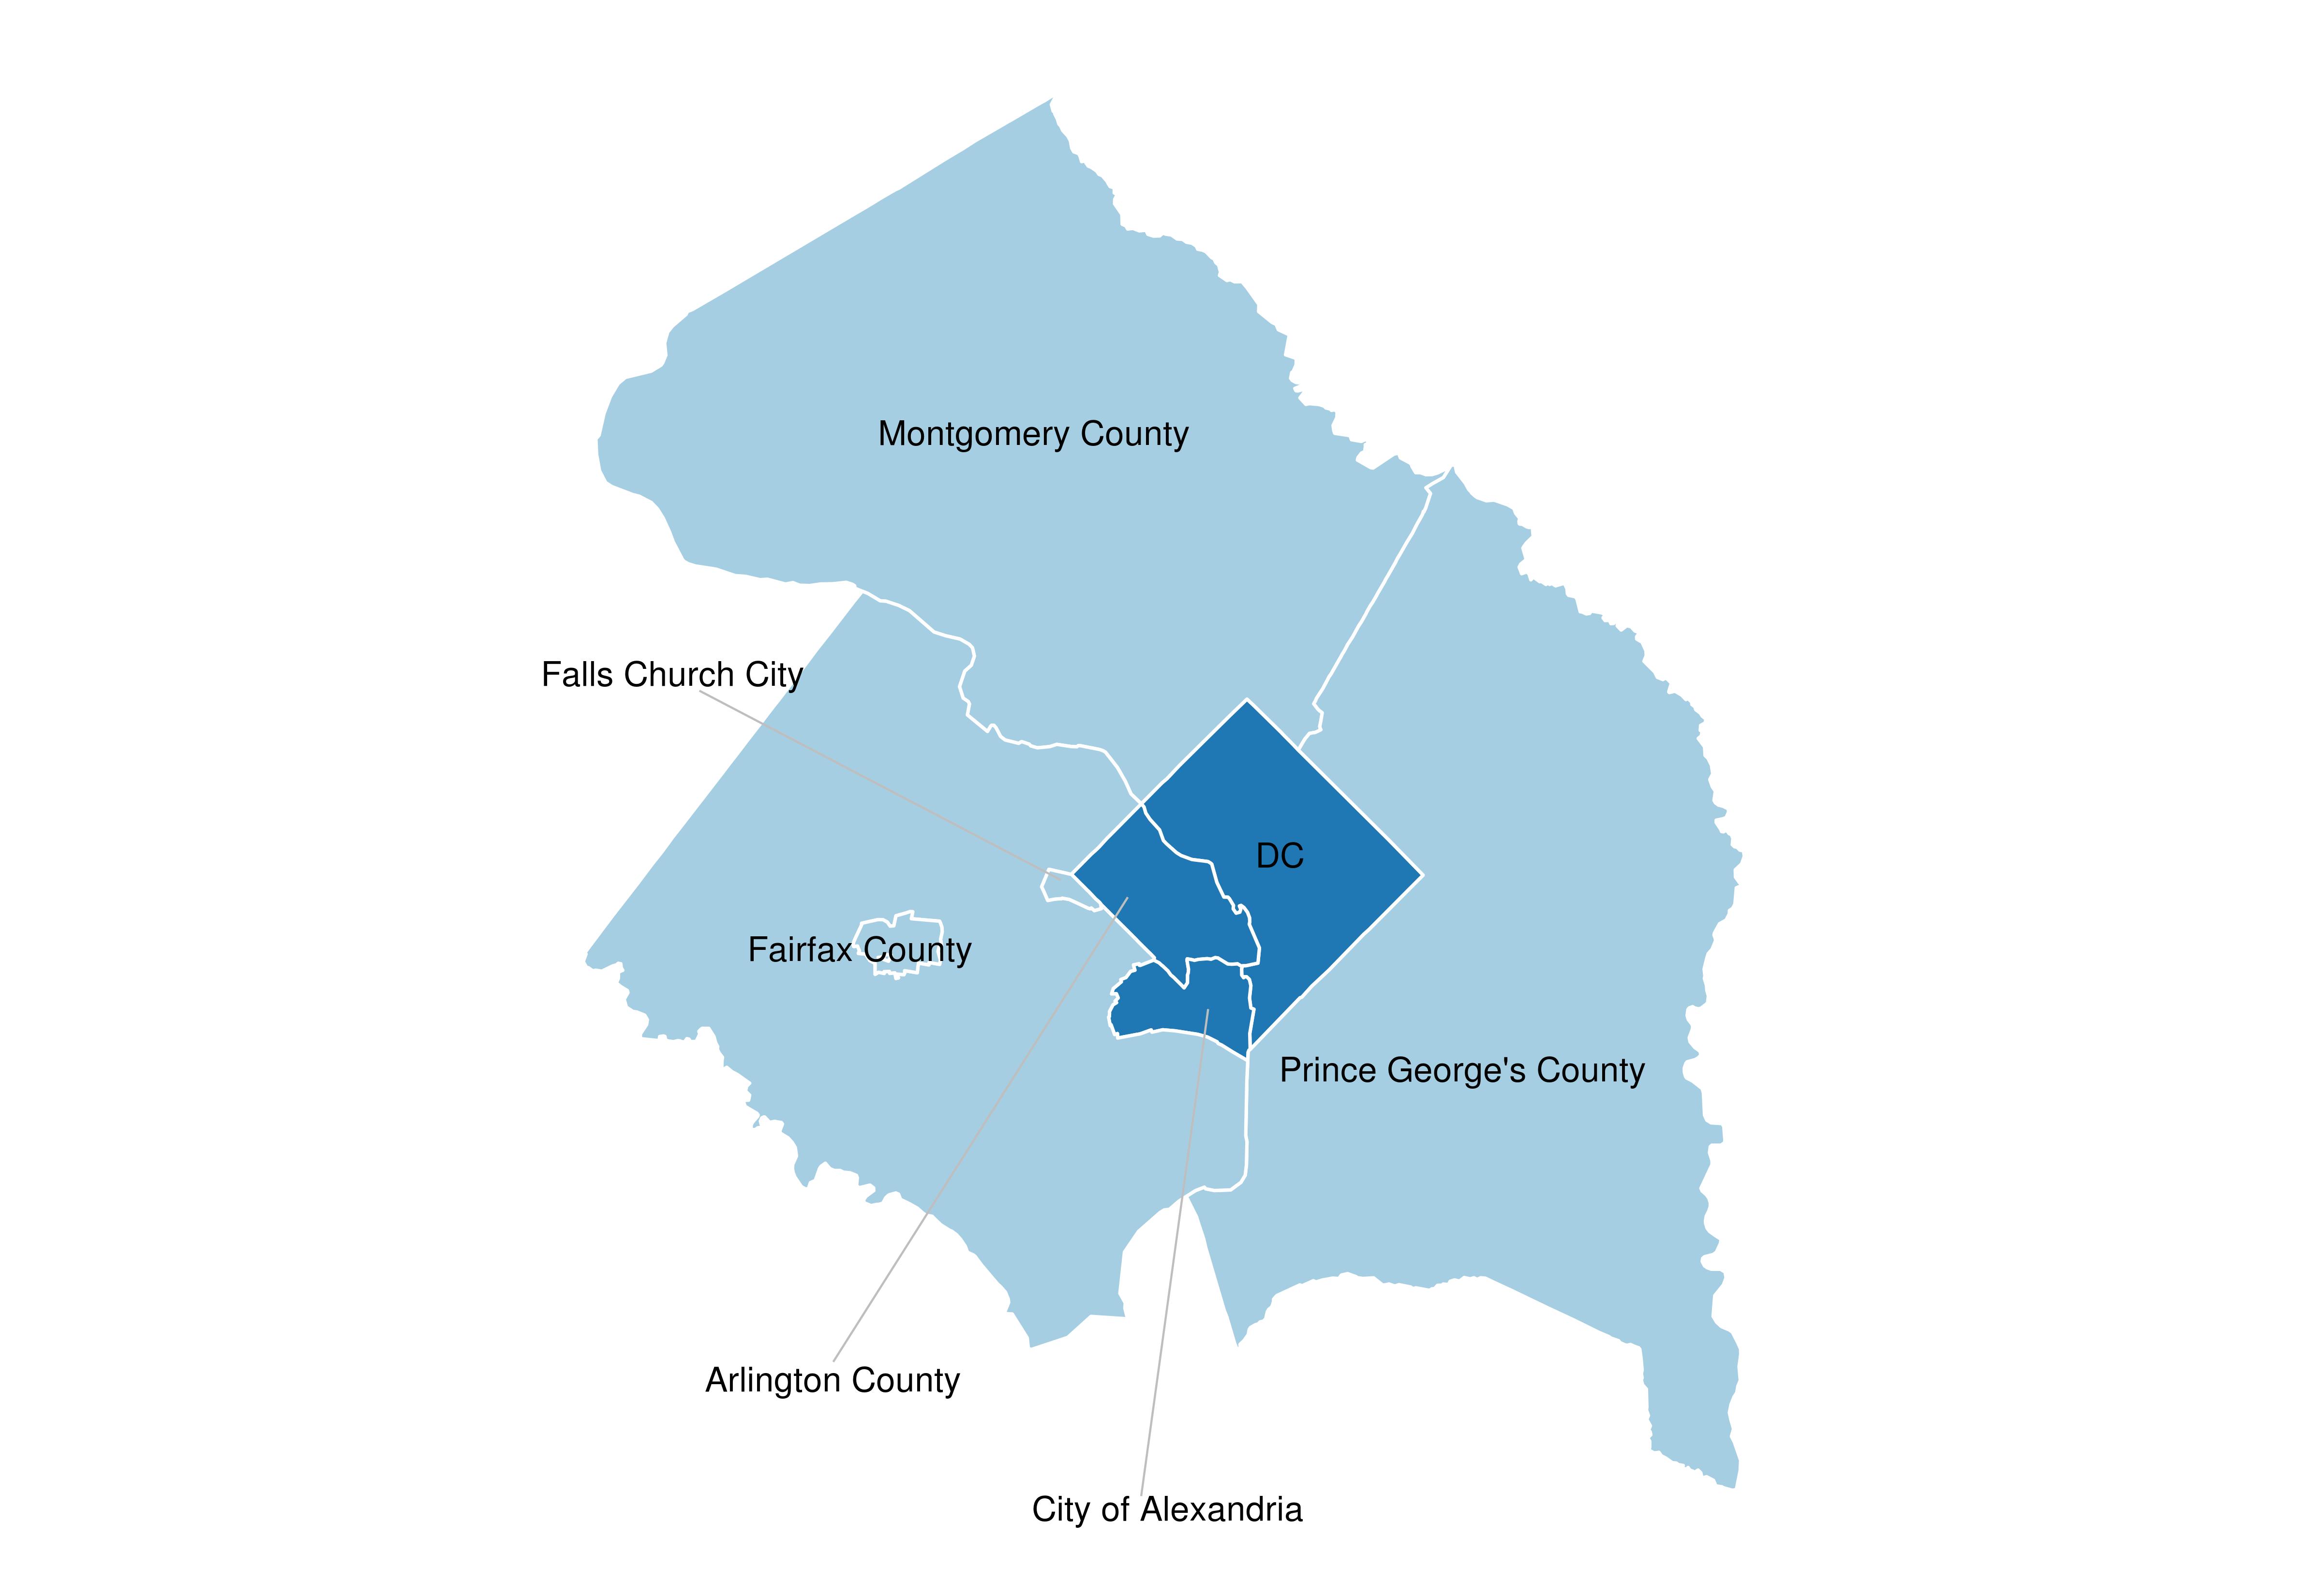 Montgomery County
Falls Church City
DC
Fairfax County
Prince George's County
Arlington County
City of Alexandria